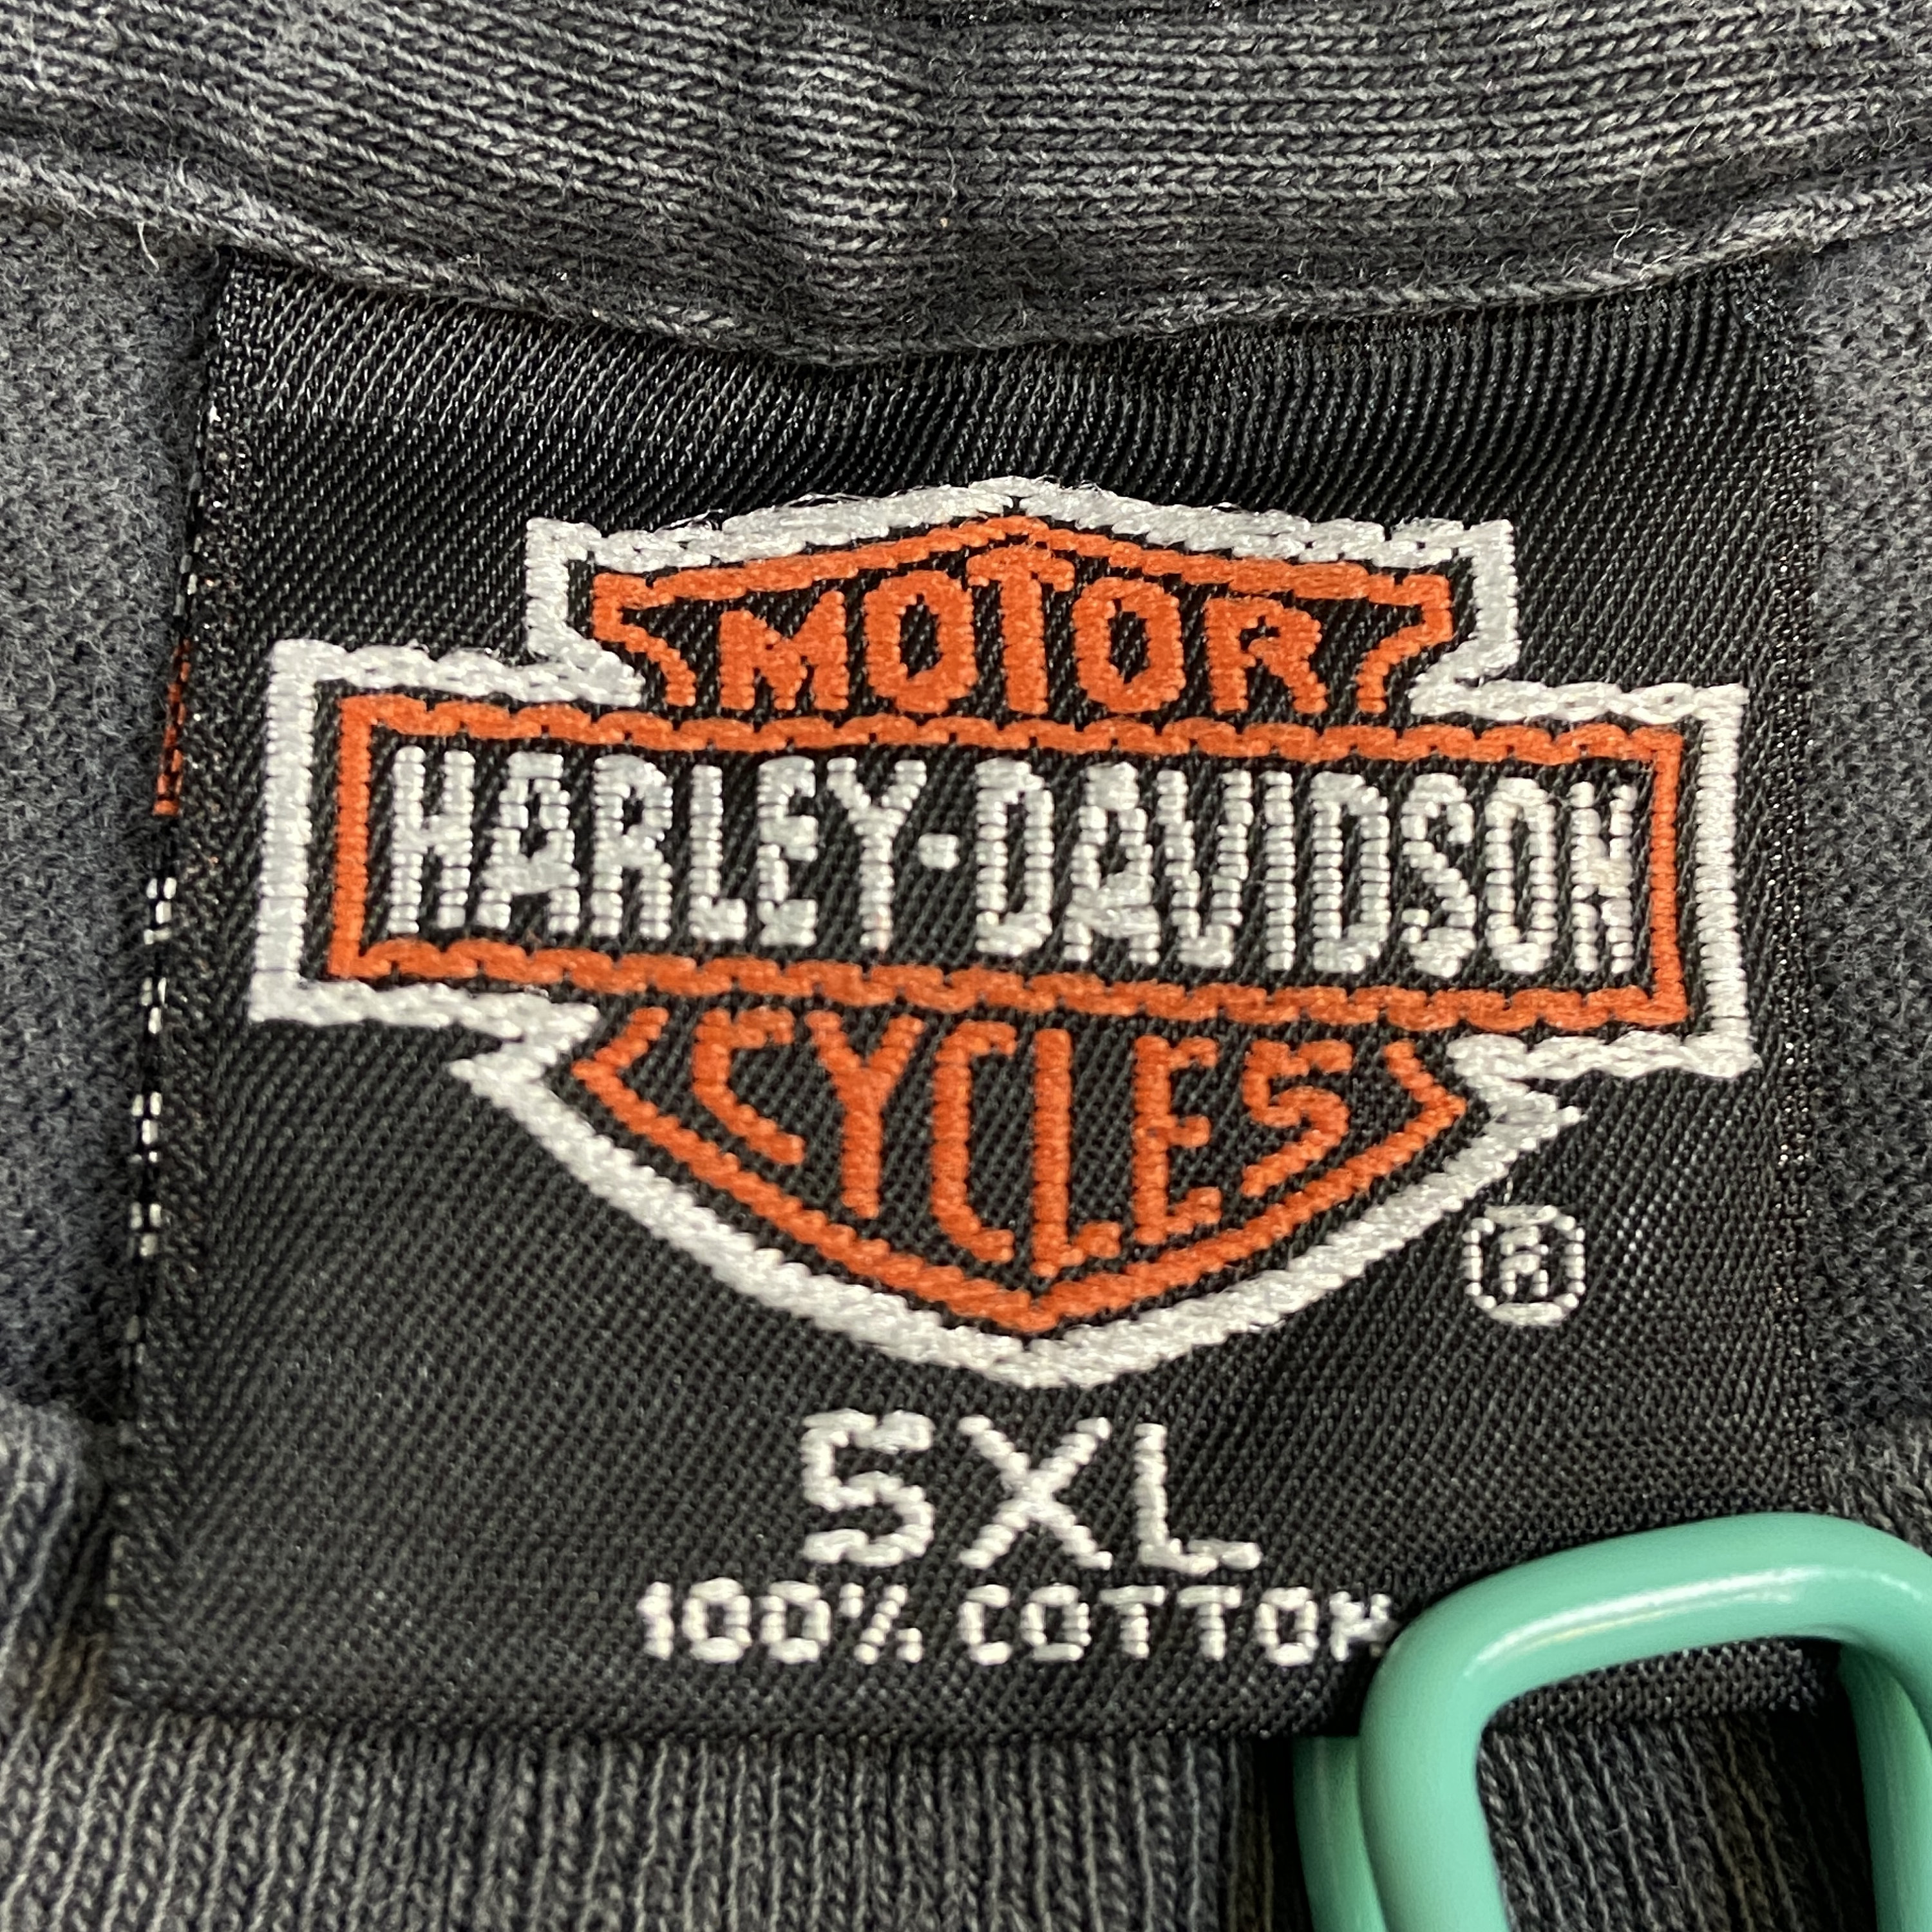 MOTOR
HARLEY-DAVIDSON
CYCLES
®
5XL
100% COTTON